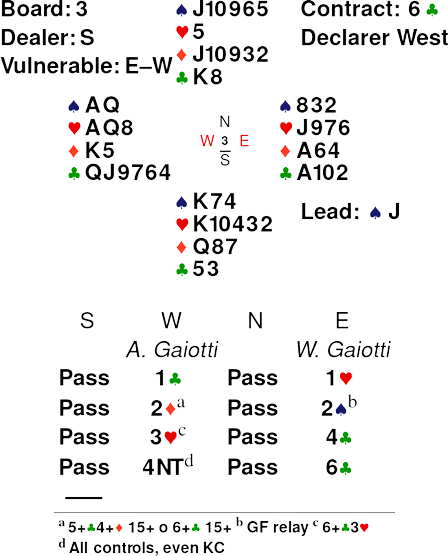 Board: 3
Dealer: S
Vulnerable: E–W
♠ J10965
♥ 5
♦ J10932
♣ K8
Contract: 6 ♣
Declarer West
♠ AQ
♥ AQ8
♦ K5
♣ QJ9764
N
W 3 E
S
♠ 832
♥ J976
♦ A64
♣ A102
♠ K74
♥ K10432
♦ Q87
♣ 53
Lead: ♠ J
S W N E
A. Gaiotti W. Gaiotti
Pass 1♣ Pass 1♥
Pass 2♦a Pass 2♠b
Pass 3♥c Pass 4♣
Pass 4NTd Pass 6♣
a 5+♣4+♦ 15+ o 6+♣ 15+ b GF relay c 6+♣3♥
d All controls, even KC